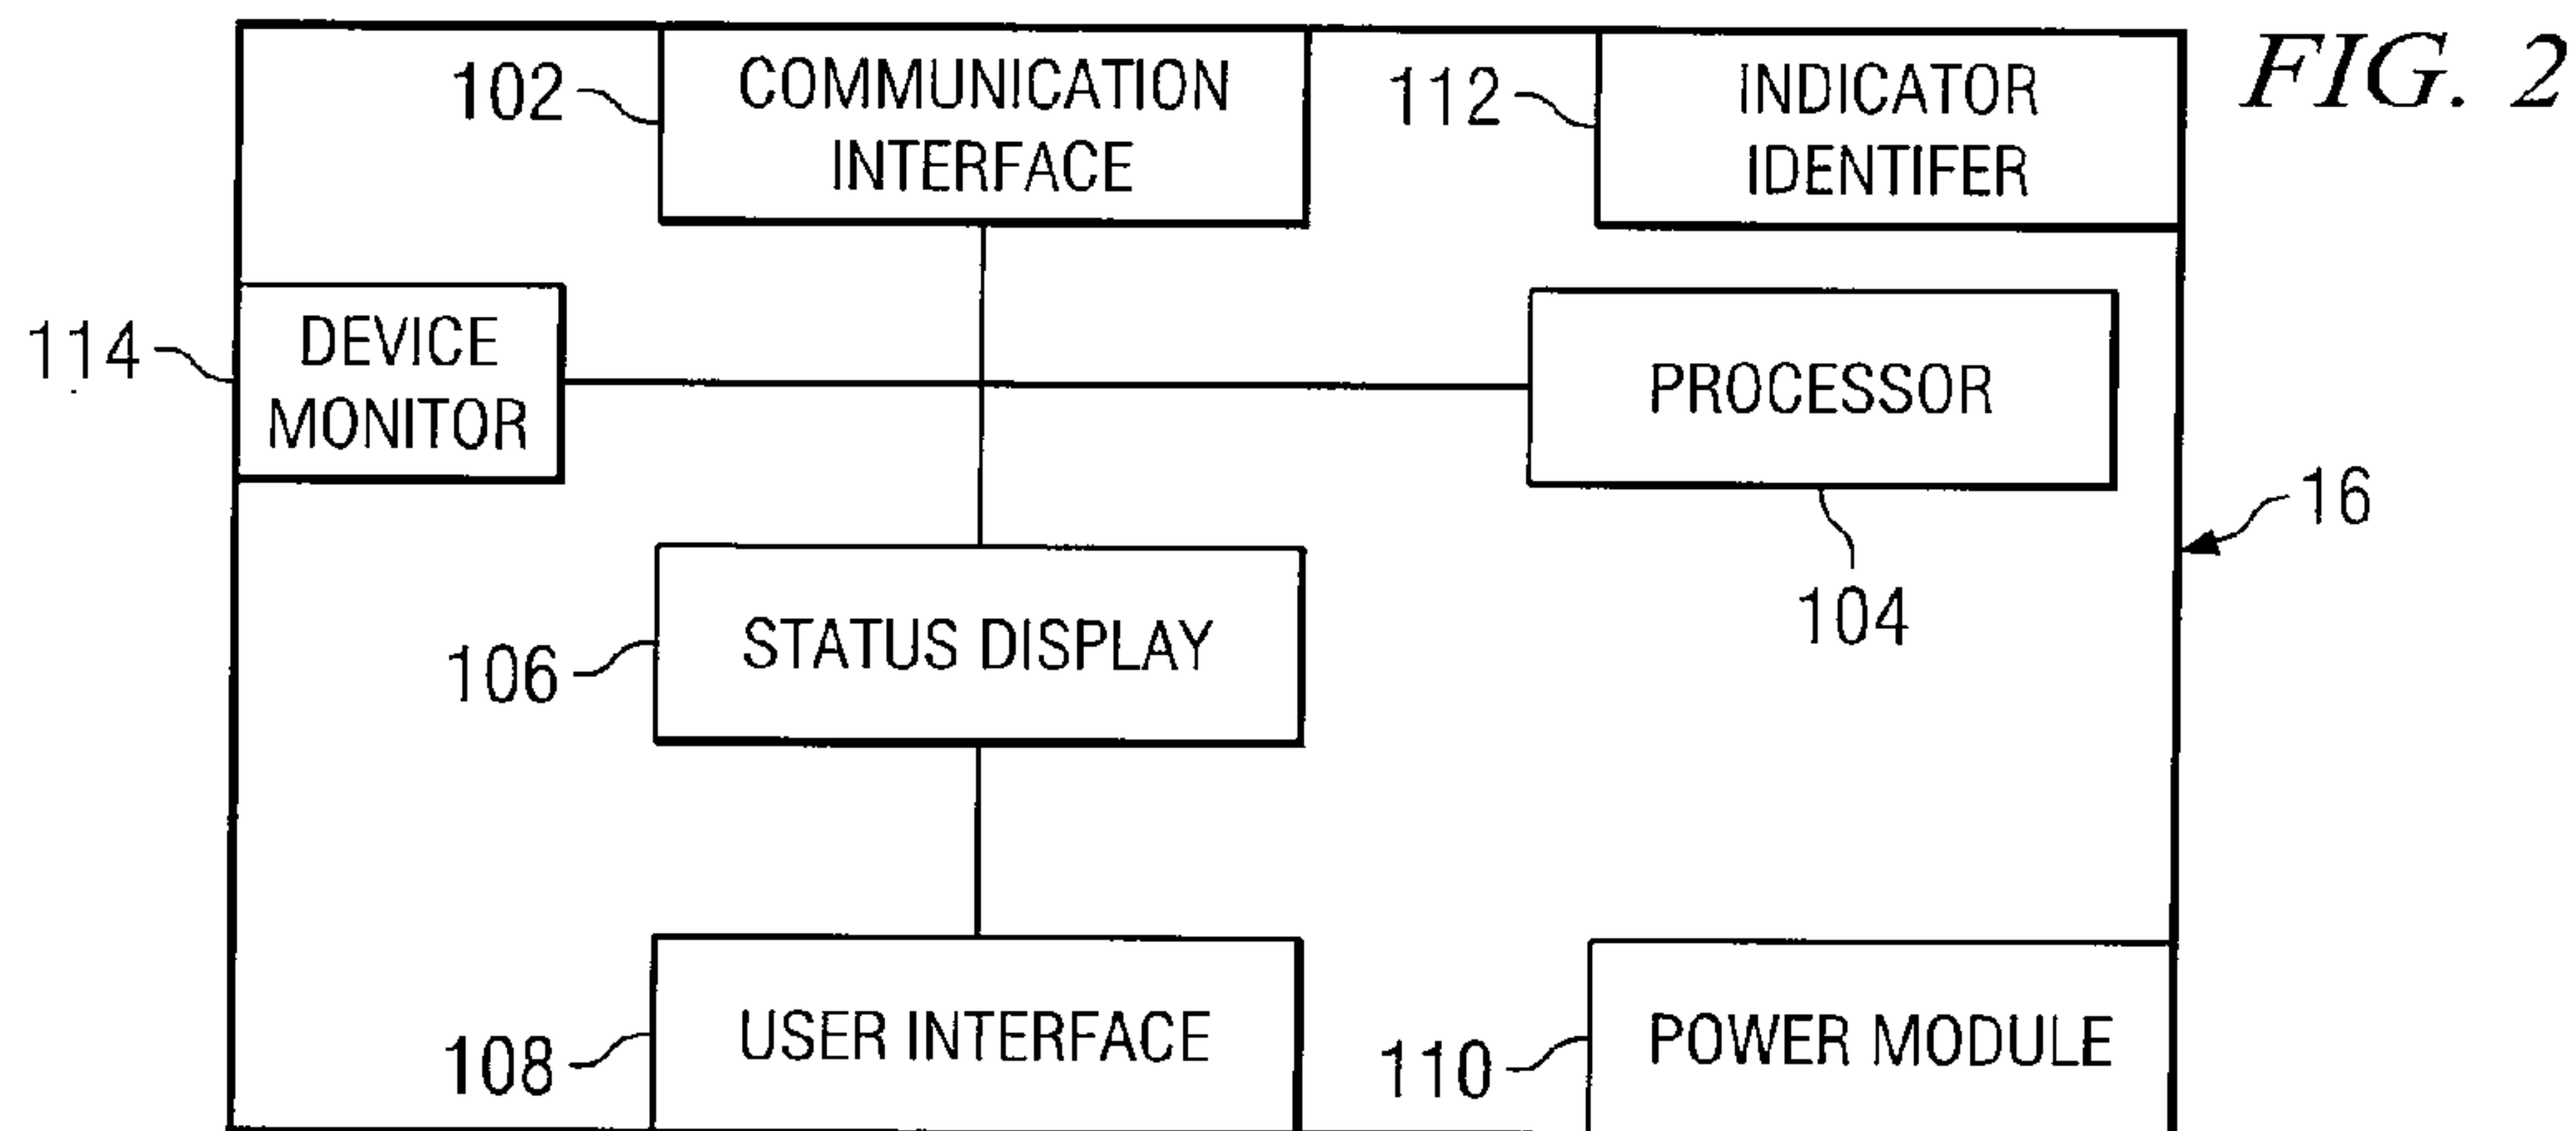 FIG. 2
102
COMMUNICATION
INTERFACE
112
INDICATOR
IDENTIFER
114
DEVICE
MONITOR
PROCESSOR
104
16
106
STATUS DISPLAY
108
USER INTERFACE
110
POWER MODULE